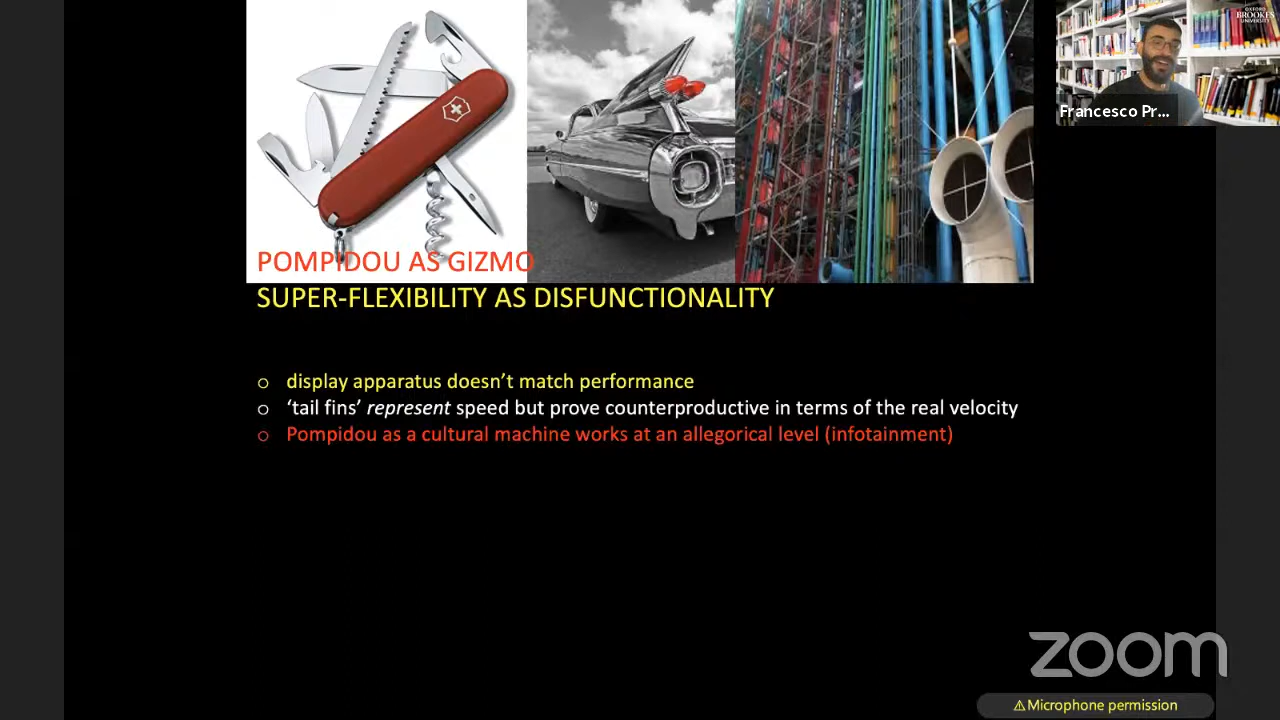 OXFORD
BROOKES
UNIVERSITY
Francesco Pr...
POMPIDOU AS GIZMO
SUPER-FLEXIBILITY AS DISFUNCTIONALITY
o display apparatus doesn’t match performance
o ‘tail fins’ represent speed but prove counterproductive in terms of the real velocity
o Pompidou as a cultural machine works at an allegorical level (infotainment)
zoom
⚠Microphone permission